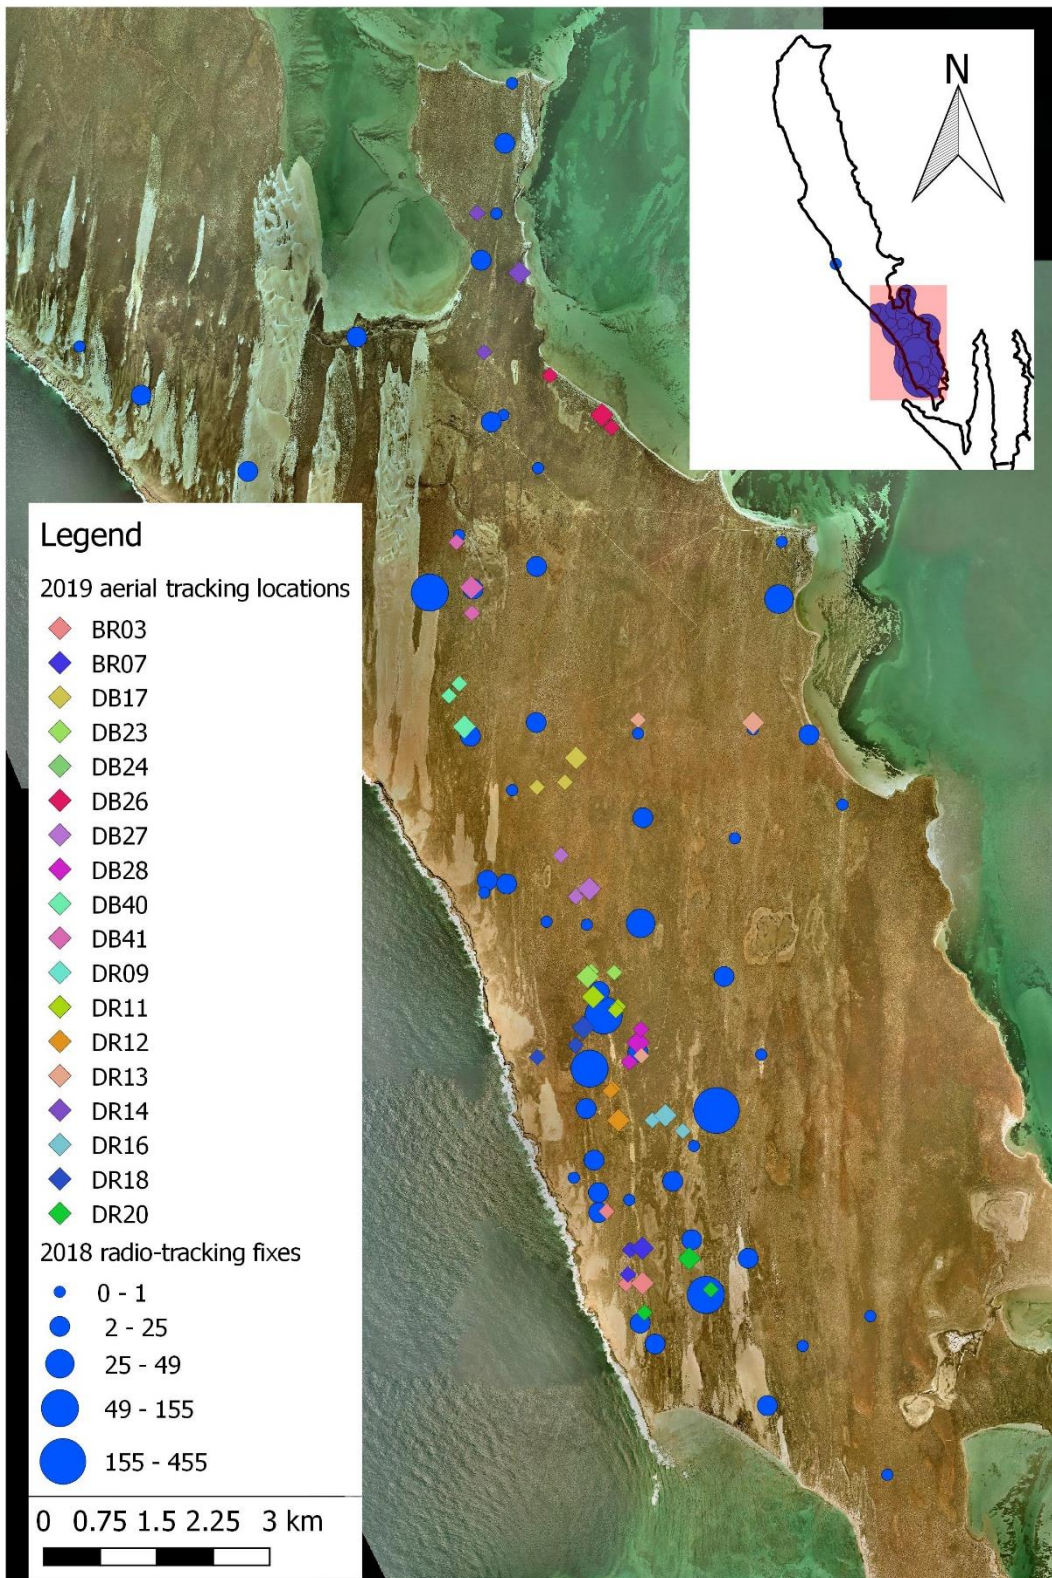 N
Legend
2019 aerial tracking locations
BR03
BR07
DB17
DB23
DB24
DB26
DB27
DB28
DB40
DB41
DR09
DR11
DR12
DR13
DR14
DR16
DR18
DR20
2018 radio-tracking fixes
0 - 1
2 - 25
25 - 49
49 - 155
155 - 455
0 0.75 1.5 2.25 3 km